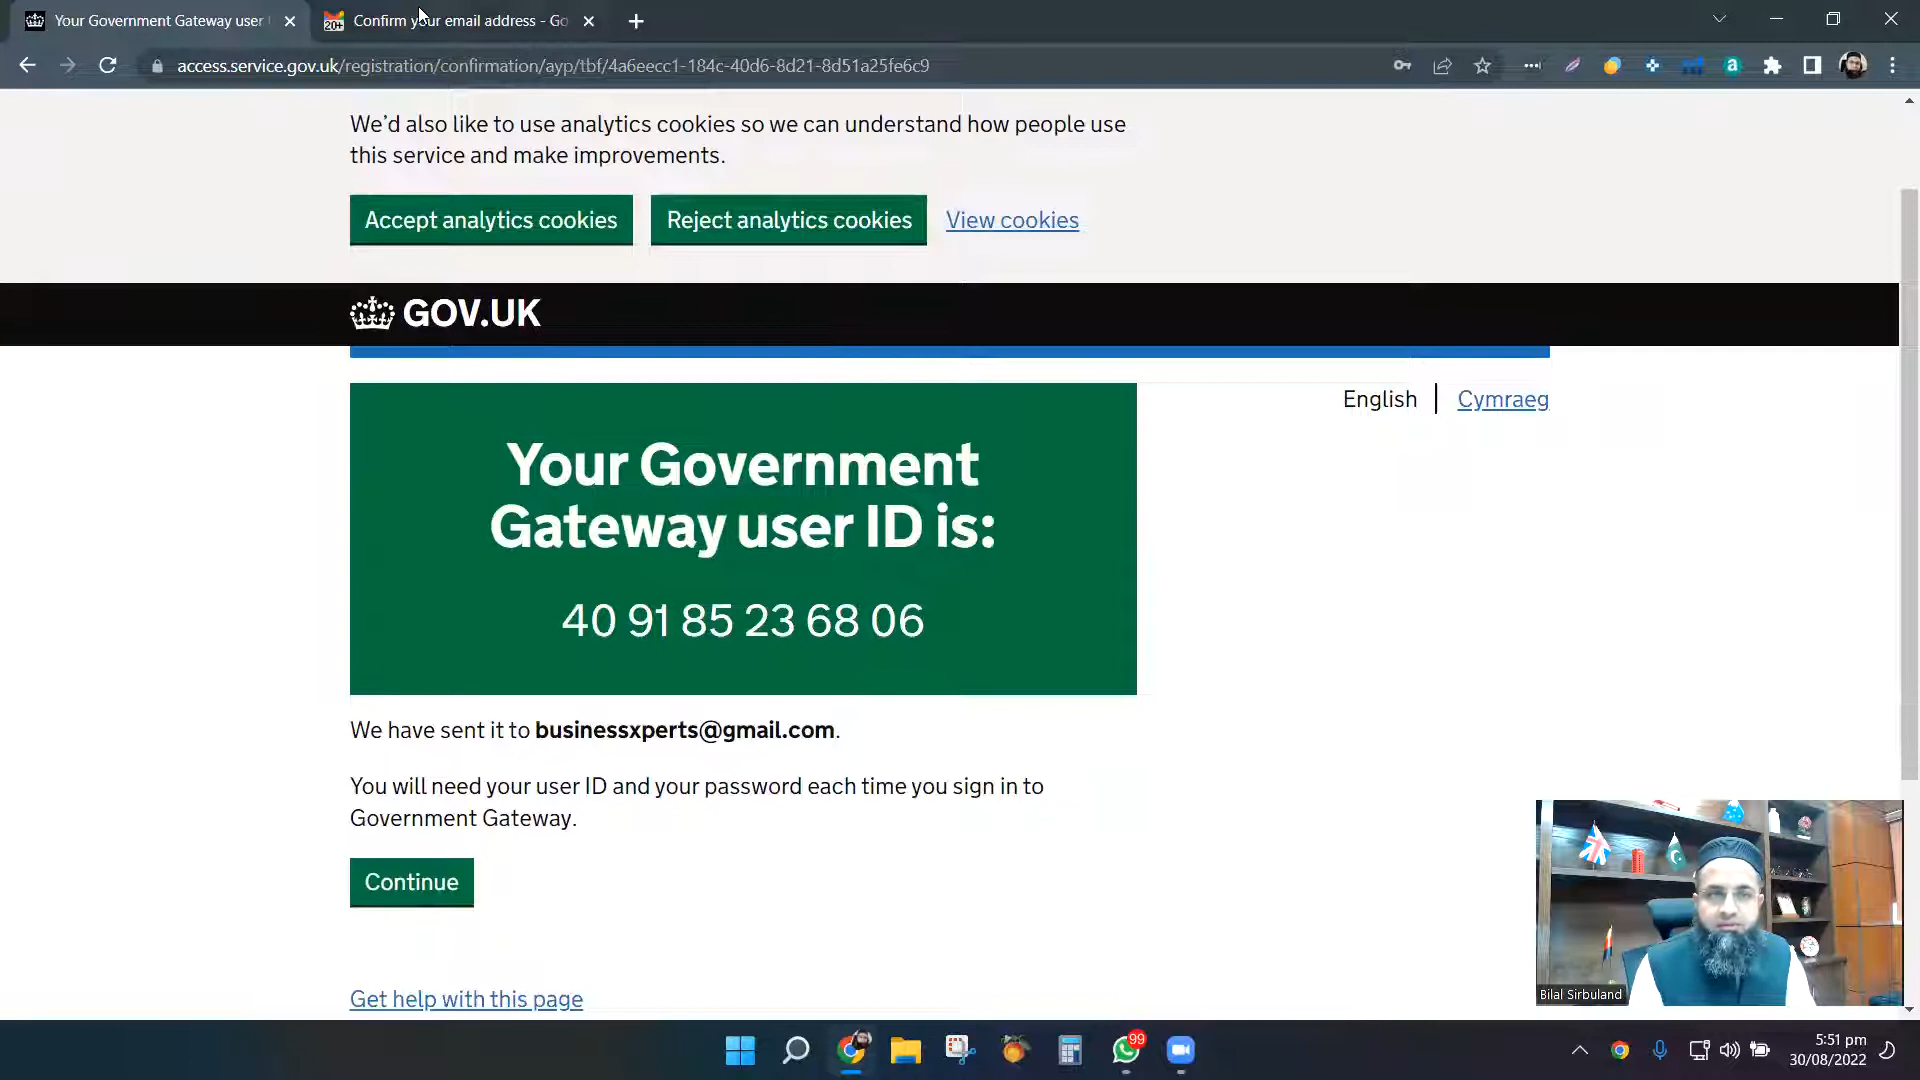 Your Government Gateway user
Confirm your email address - Go
access.service.gov.uk/registration/confirmation/ayp/tbf/4a6eecc1-184c-40d6-8d21-8d51a25fe6c9
We'd also like to use analytics cookies so we can understand how people use
this service and make improvements.
Accept analytics cookies
Reject analytics cookies
View cookies
GOV.UK
English
Cymraeg
Your Government
Gateway user ID is:
40 91 85 23 68 06
We have sent it to businessxperts@gmail.com.
You will need your user ID and your password each time you sign in to
Government Gateway.
Continue
Get help with this page
Bilal Sirbuland
99
5:51 pm
30/08/2022